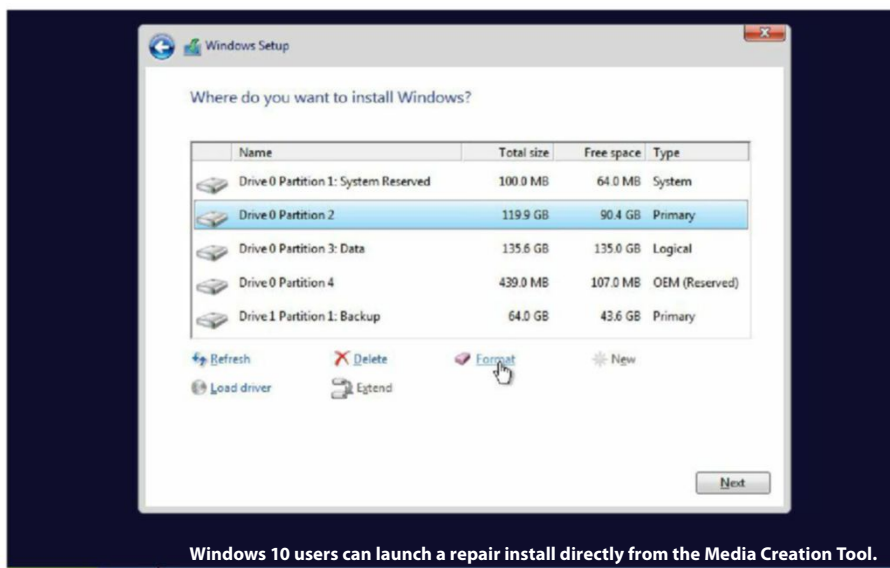 Windows Setup
Where do you want to install Windows?
Name Total size Free space Type
Drive 0 Partition 1: System Reserved 100.0 MB 64.0 MB System
Drive 0 Partition 2 119.9 GB 90.4 GB Primary
Drive 0 Partition 3: Data 135.6 GB 135.0 GB Logical
Drive 0 Partition 4 439.0 MB 107.0 MB OEM (Reserved)
Drive 1 Partition 1: Backup 64.0 GB 43.6 GB Primary
Refresh Delete Format New
Load driver Extend
Next
Windows 10 users can launch a repair install directly from the Media Creation Tool.